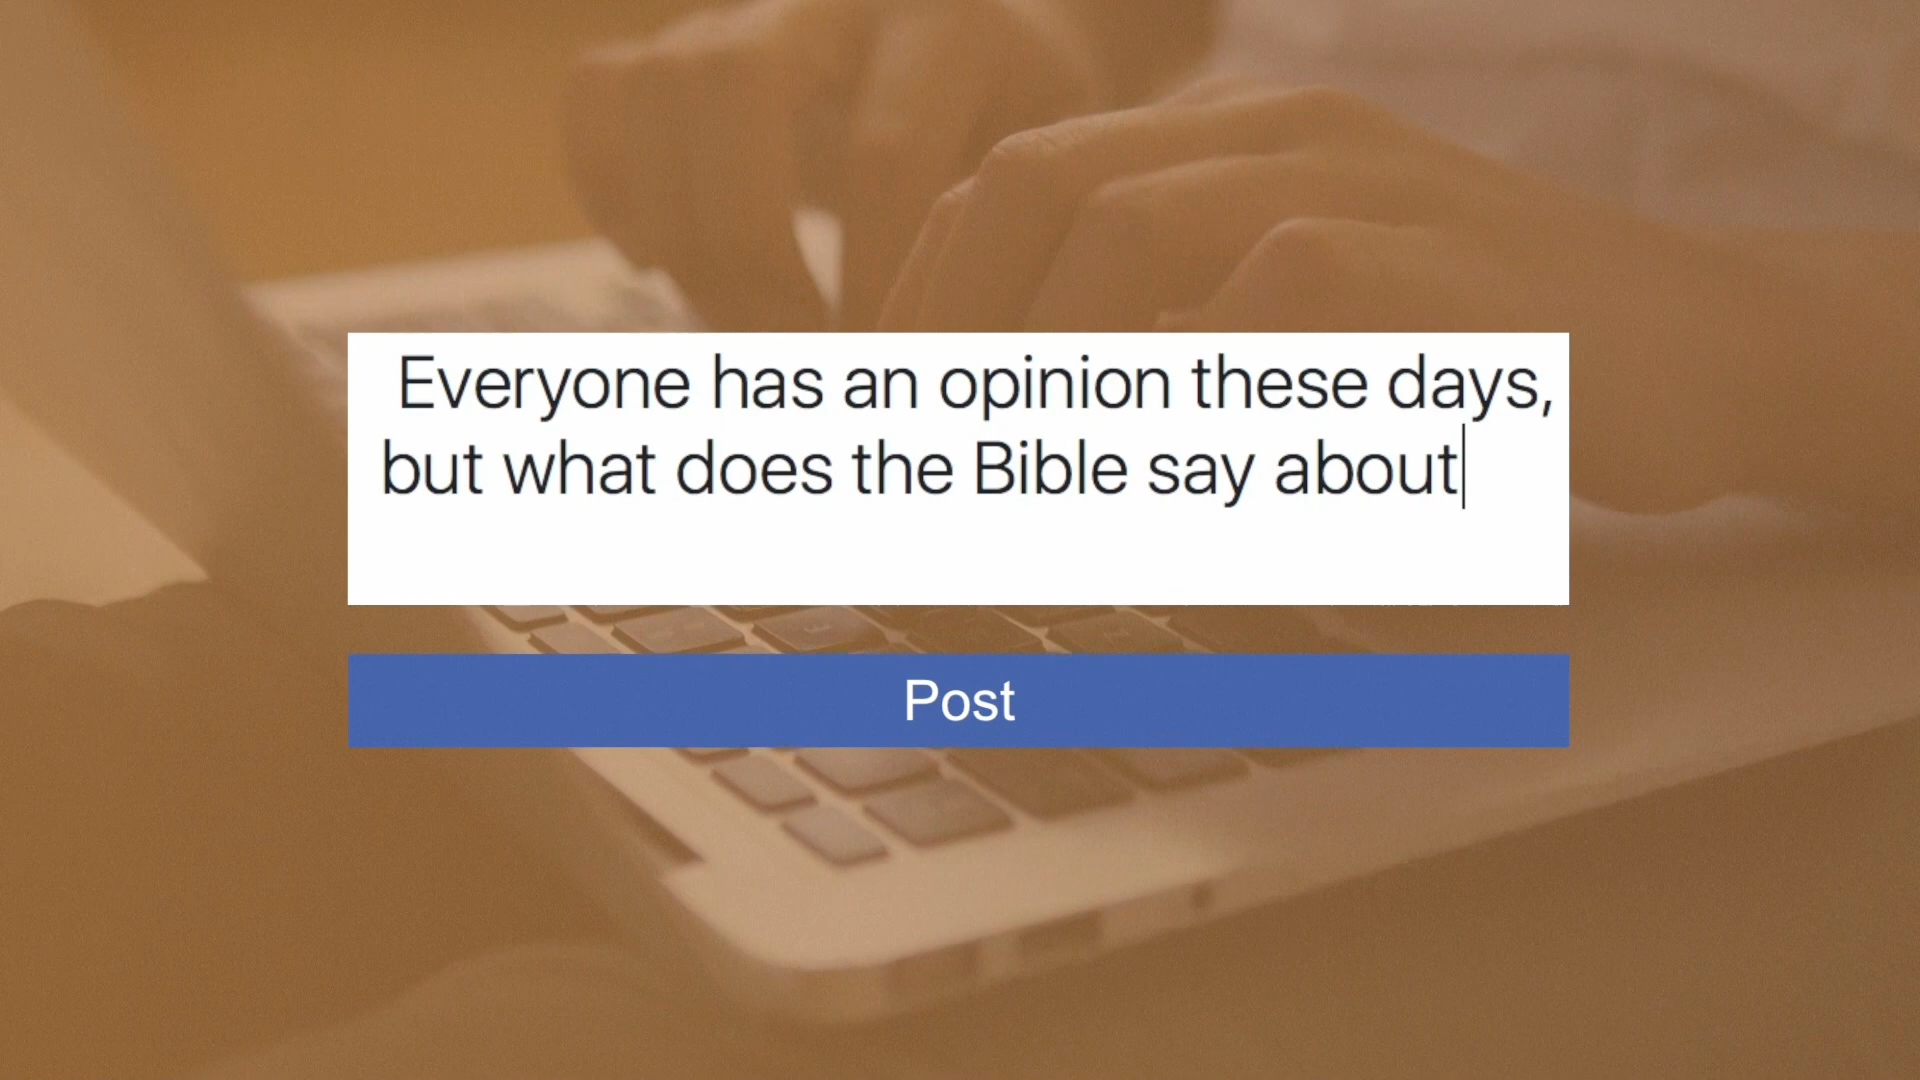 Everyone has an opinion these days,
but what does the Bible say about
Post